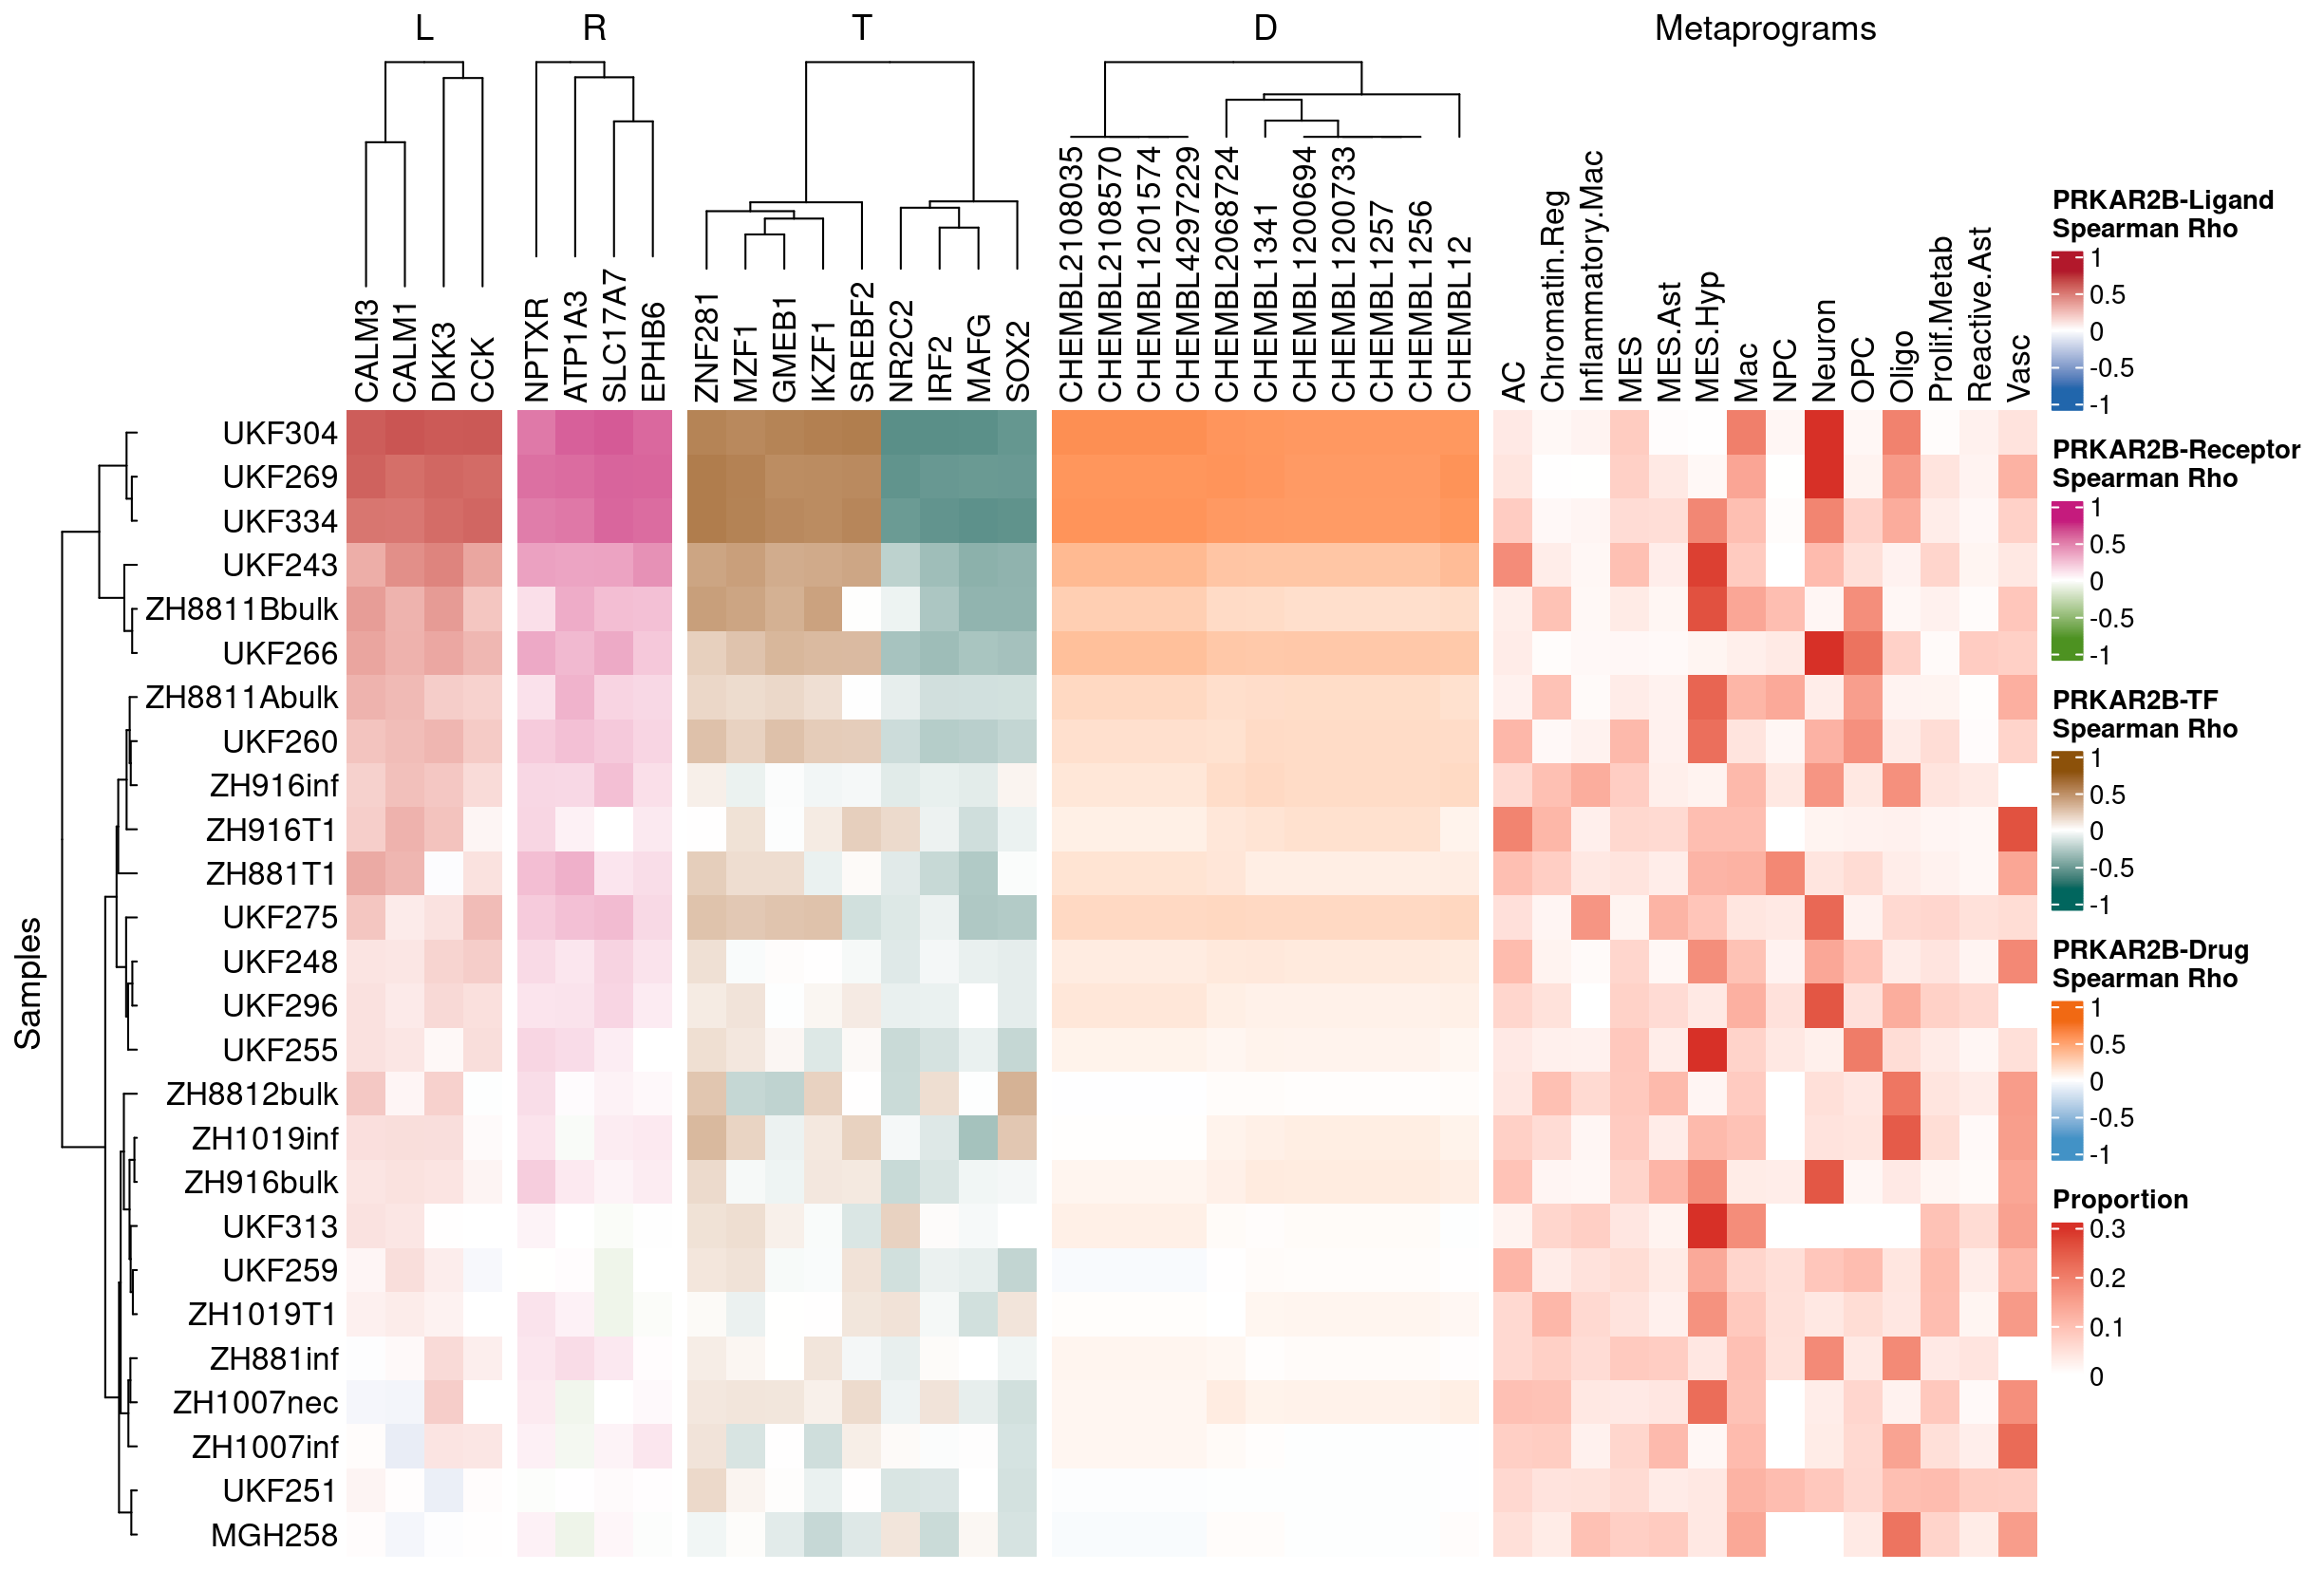 L R T D Metaprograms
CALM3
CALM1
DKK3
CCK
NPTXR
ATP1A3
SLC17A7
EPHB6
ZNF281
MZF1
GMEB1
IKZF1
SREBF2
NR2C2
IRF2
MAFG
SOX2
CHEMBL2108035
CHEMBL2108570
CHEMBL1201574
CHEMBL4297229
CHEMBL2068724
CHEMBL1341
CHEMBL1200694
CHEMBL1200733
CHEMBL1257
CHEMBL1256
CHEMBL12
AC
Chromatin.Reg
Inflammatory.Mac
MES
MES.Ast
MES.Hyp
Mac
NPC
Neuron
OPC
Oligo
Prolif.Metab
Reactive.Ast
Vasc
Samples
UKF304
UKF269
UKF334
UKF243
ZH8811Bbulk
UKF266
ZH8811Abulk
UKF260
ZH916inf
ZH916T1
ZH881T1
UKF275
UKF248
UKF296
UKF255
ZH8812bulk
ZH1019inf
ZH916bulk
UKF313
UKF259
ZH1019T1
ZH881inf
ZH1007nec
ZH1007inf
UKF251
MGH258
PRKAR2B-Ligand
Spearman Rho
1
0.5
0
-0.5
-1
PRKAR2B-Receptor
Spearman Rho
1
0.5
0
-0.5
-1
PRKAR2B-TF
Spearman Rho
1
0.5
0
-0.5
-1
PRKAR2B-Drug
Spearman Rho
1
0.5
0
-0.5
-1
Proportion
0.3
0.2
0.1
0